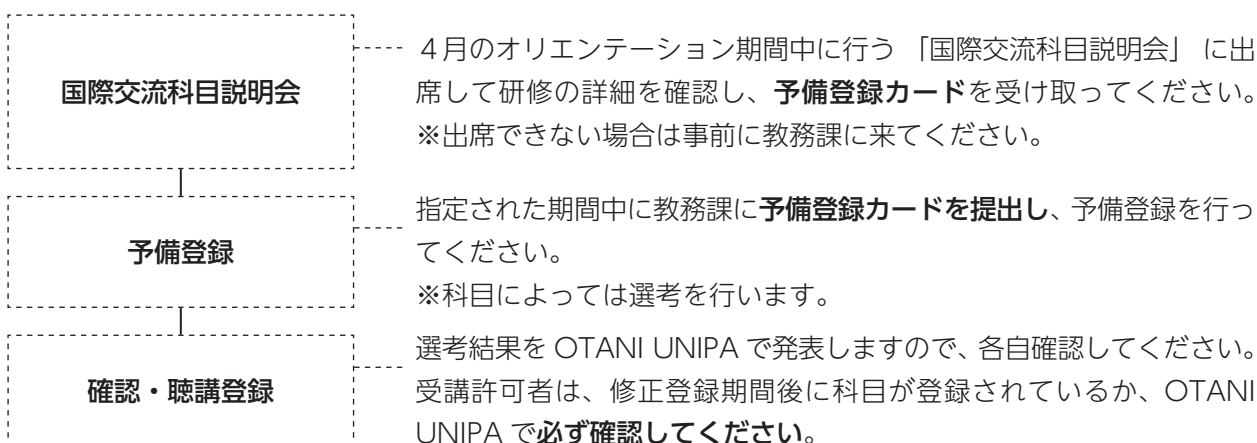 国際交流科目説明会
４月のオリエンテーション期間中に行う 「国際交流科目説明会」 に出
席して研修の詳細を確認し、予備登録カードを受け取ってください。
※出席できない場合は事前に教務課に来てください。
予備登録
指定された期間中に教務課に予備登録カードを提出し、予備登録を行っ
てください。
※科目によっては選考を行います。
確認・聴講登録
選考結果を OTANI UNIPA で発表しますので、各自確認してください。
受講許可者は、修正登録期間後に科目が登録されているか、OTANI
UNIPA で必ず確認してください。